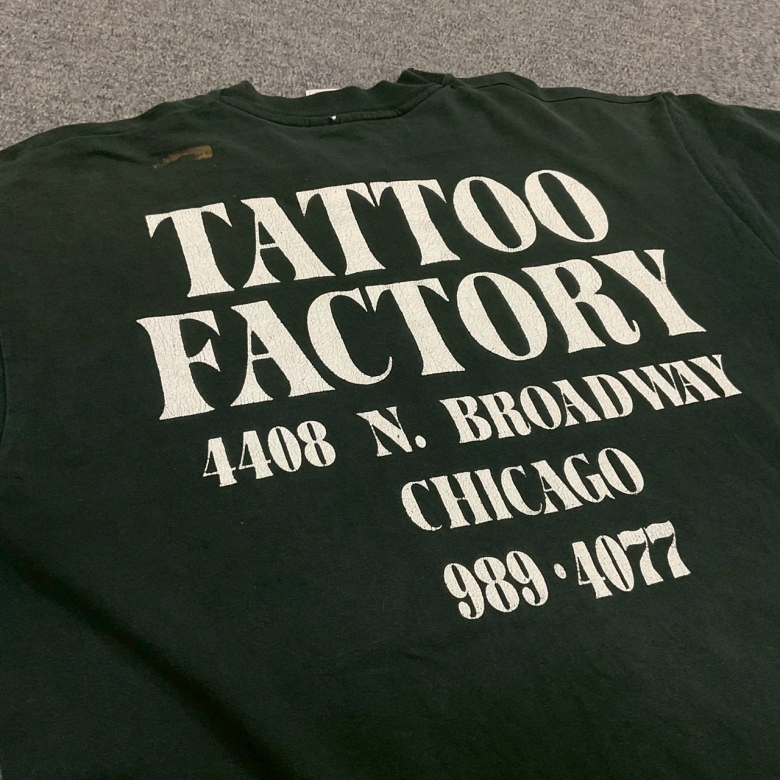 TATTOO
FACTORY
4408 N. BROADWAY
CHICAGO
989·4077